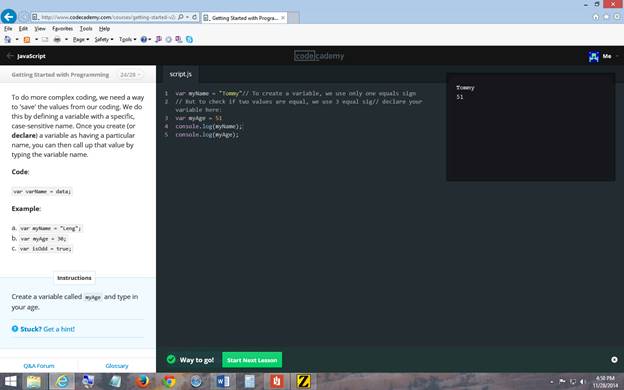 http://www.codecademy.com/courses/getting-started-v2/
Getting Started with Progra...
File Edit View Favorites Tools Help
Page Safety Tools
JavaScript
codecademy
Me
Getting Started with Programming
24/28
script.js
To do more complex coding, we need a way
to 'save' the values from our coding. We do
this by defining a variable with a specific,
case-sensitive name. Once you create (or
declare) a variable as having a particular
name, you can then call up that value by
typing the variable name.
Code:
var varName = data;
Example:
a. var myName = "Leng";
b. var myAge = 30;
c. var isOdd = true;
Instructions
Create a variable called myAge and type in
your age.
Stuck? Get a hint!
Q&A Forum
Glossary
1 var myName = "Tommy"// To create a variable, we use only one equals sign
2 // But to check if two values are equal, we use 3 equal sig// declare your
variable here:
3 var myAge = 51
4 console.log(myName);
5 console.log(myAge);
Tommy
51
Way to go!
Start Next Lesson
4:50 PM
11/28/2014